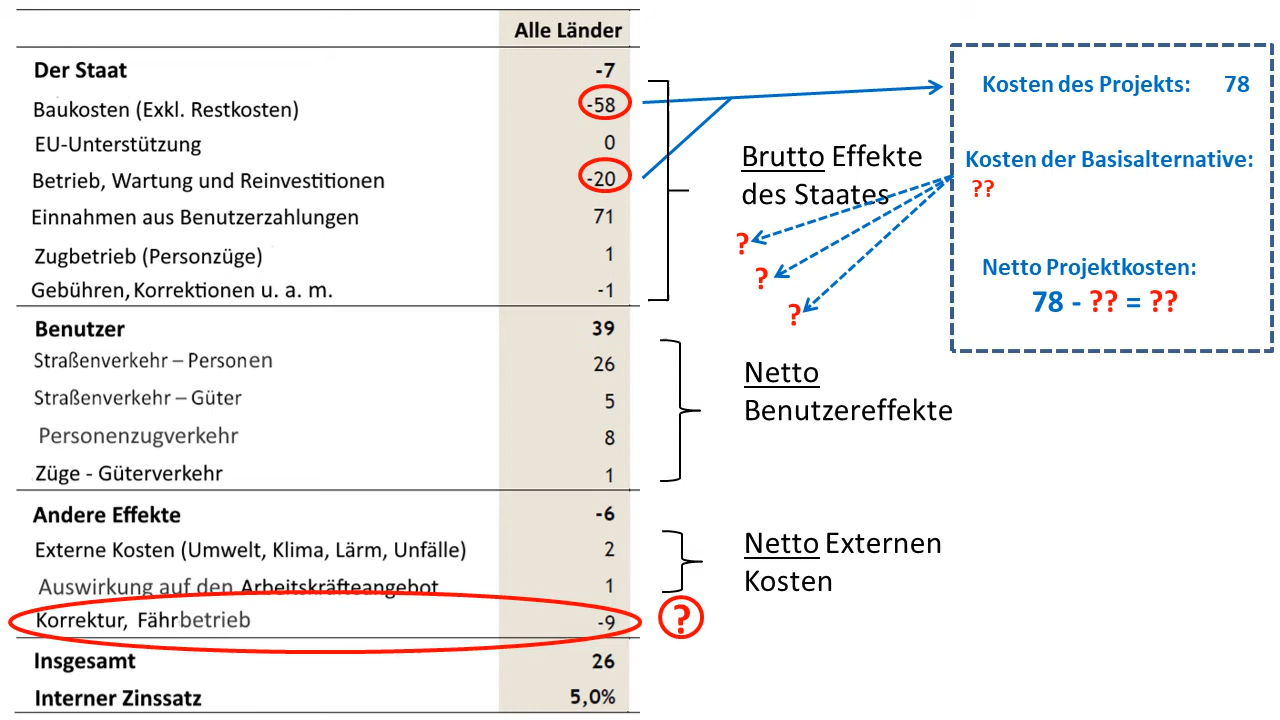 Alle Länder
Der Staat -7
Baukosten (Exkl. Restkosten) -58
EU-Unterstützung 0
Betrieb, Wartung und Reinvestitionen -20
Einnahmen aus Benutzerzahlungen 71
Zugbetrieb (Personzüge) 1
Gebühren, Korrektionen u. a. m. -1
Benutzer 39
Straßenverkehr – Personen 26
Straßenverkehr – Güter 5
Personenzugverkehr 8
Züge - Güterverkehr 1
Andere Effekte -6
Externe Kosten (Umwelt, Klima, Lärm, Unfälle) 2
Auswirkung auf den Arbeitskräfteangebot 1
Korrektur, Fährbetrieb -9
Insgesamt 26
Interner Zinssatz 5,0%
Brutto Effekte
des Staates
?
?
?
Netto
Benutzereffekte
Netto Externen
Kosten
?
Kosten des Projekts: 78
Kosten der Basisalternative:
??
Netto Projektkosten:
78 - ?? = ??